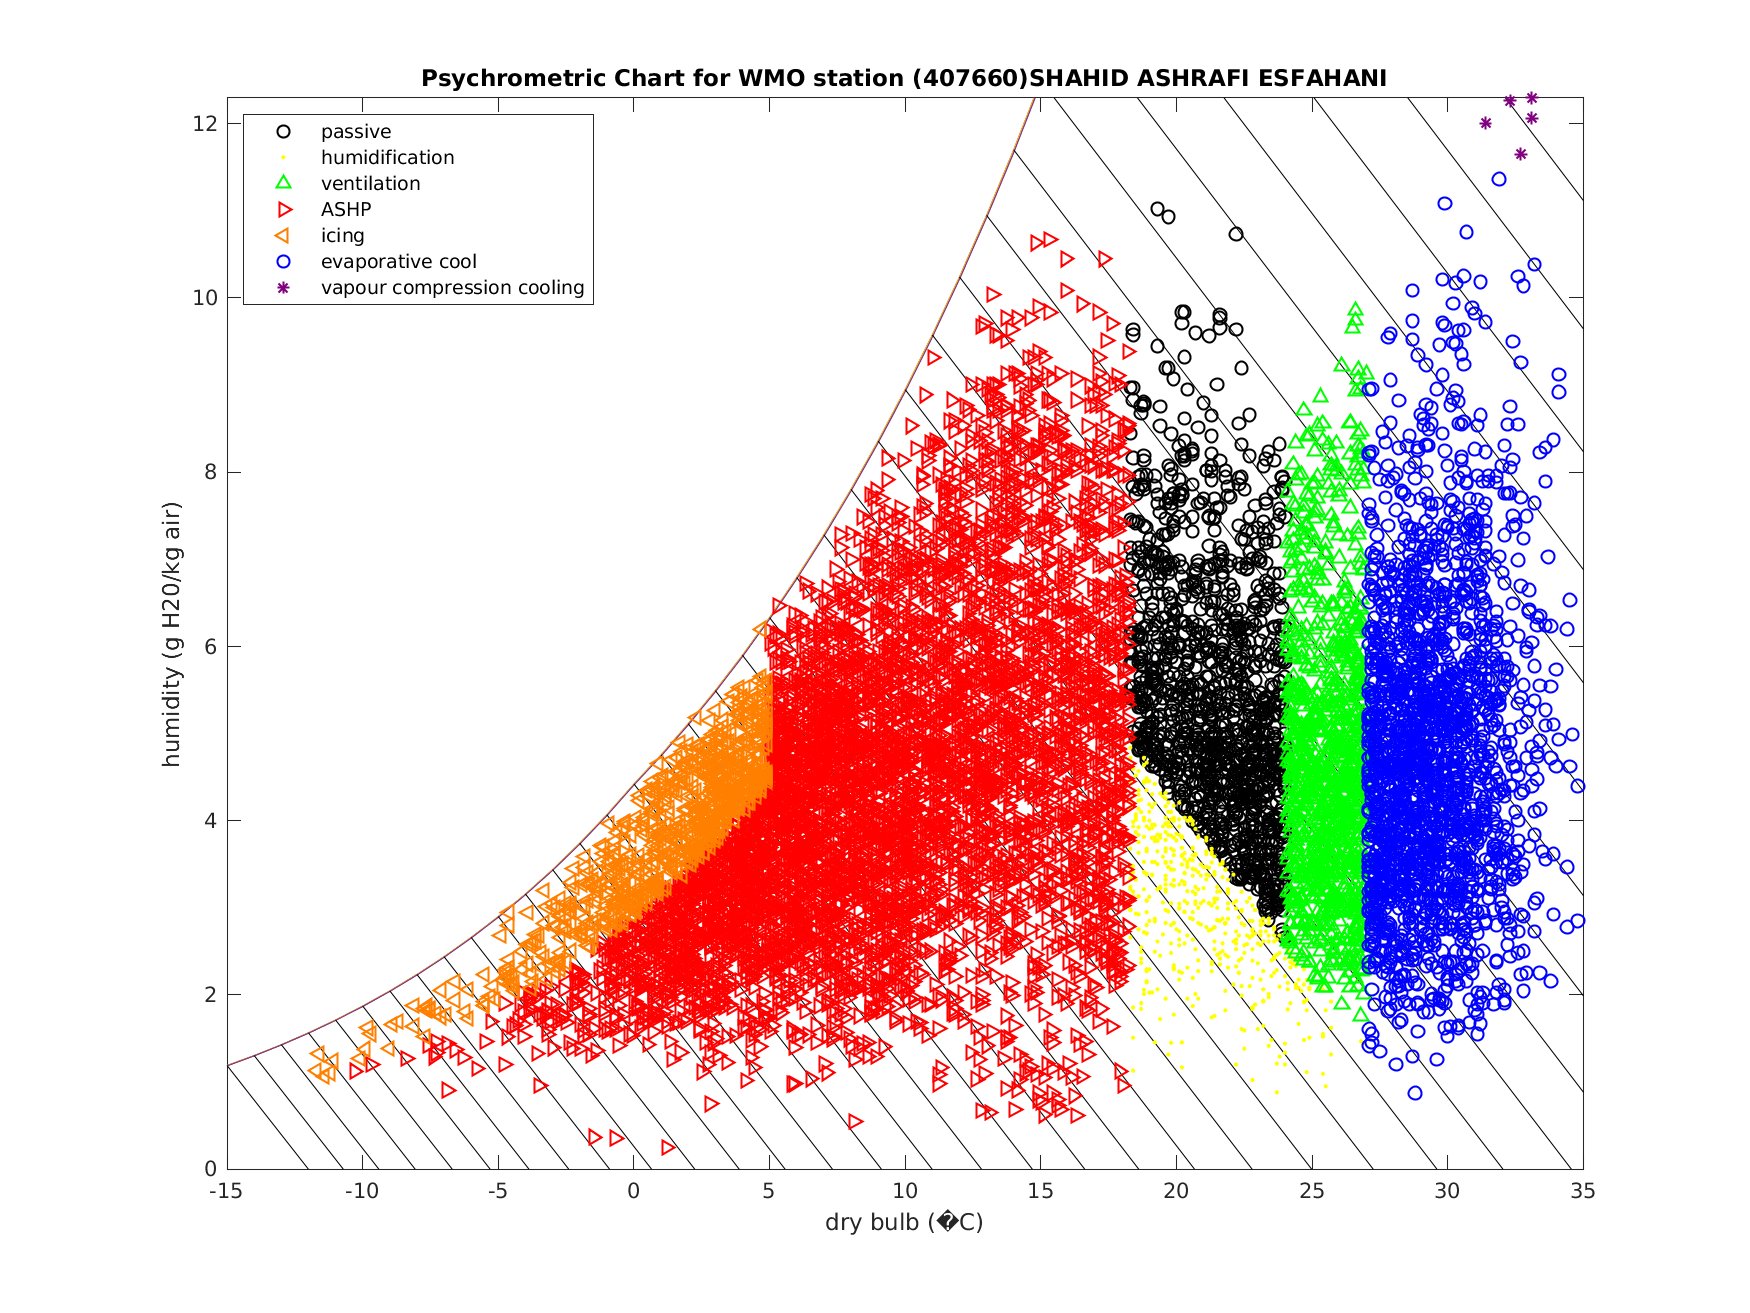 Psychrometric Chart for WMO station (407660)SHAHID ASHRAFI ESFAHANI
passive
humidification
ventilation
ASHP
icing
evaporative cool
vapour compression cooling
humidity (g H20/kg air)
12
10
8
6
4
2
0
-15 -10 -5 0 5 10 15 20 25 30 35
dry bulb (�C)